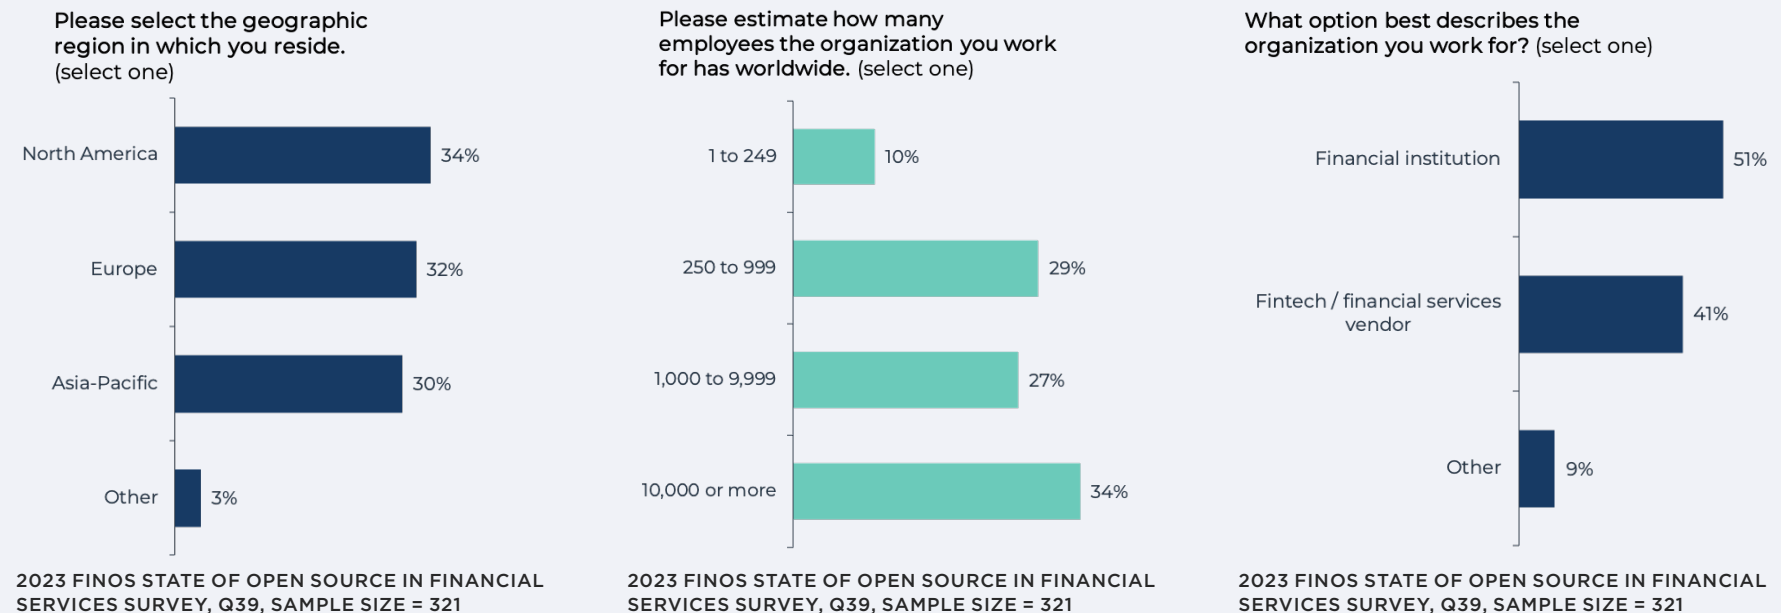 Please select the geographic
region in which you reside.
(select one)
North America
34%
Europe
32%
Asia-Pacific
30%
Other
3%
2023 FINOS STATE OF OPEN SOURCE IN FINANCIAL
SERVICES SURVEY, Q39, SAMPLE SIZE = 321
Please estimate how many
employees the organization you work
for has worldwide. (select one)
1 to 249
10%
250 to 999
29%
1,000 to 9,999
27%
10,000 or more
34%
2023 FINOS STATE OF OPEN SOURCE IN FINANCIAL
SERVICES SURVEY, Q39, SAMPLE SIZE = 321
What option best describes the
organization you work for? (select one)
Financial institution
51%
Fintech / financial services
vendor
41%
Other
9%
2023 FINOS STATE OF OPEN SOURCE IN FINANCIAL
SERVICES SURVEY, Q39, SAMPLE SIZE = 321